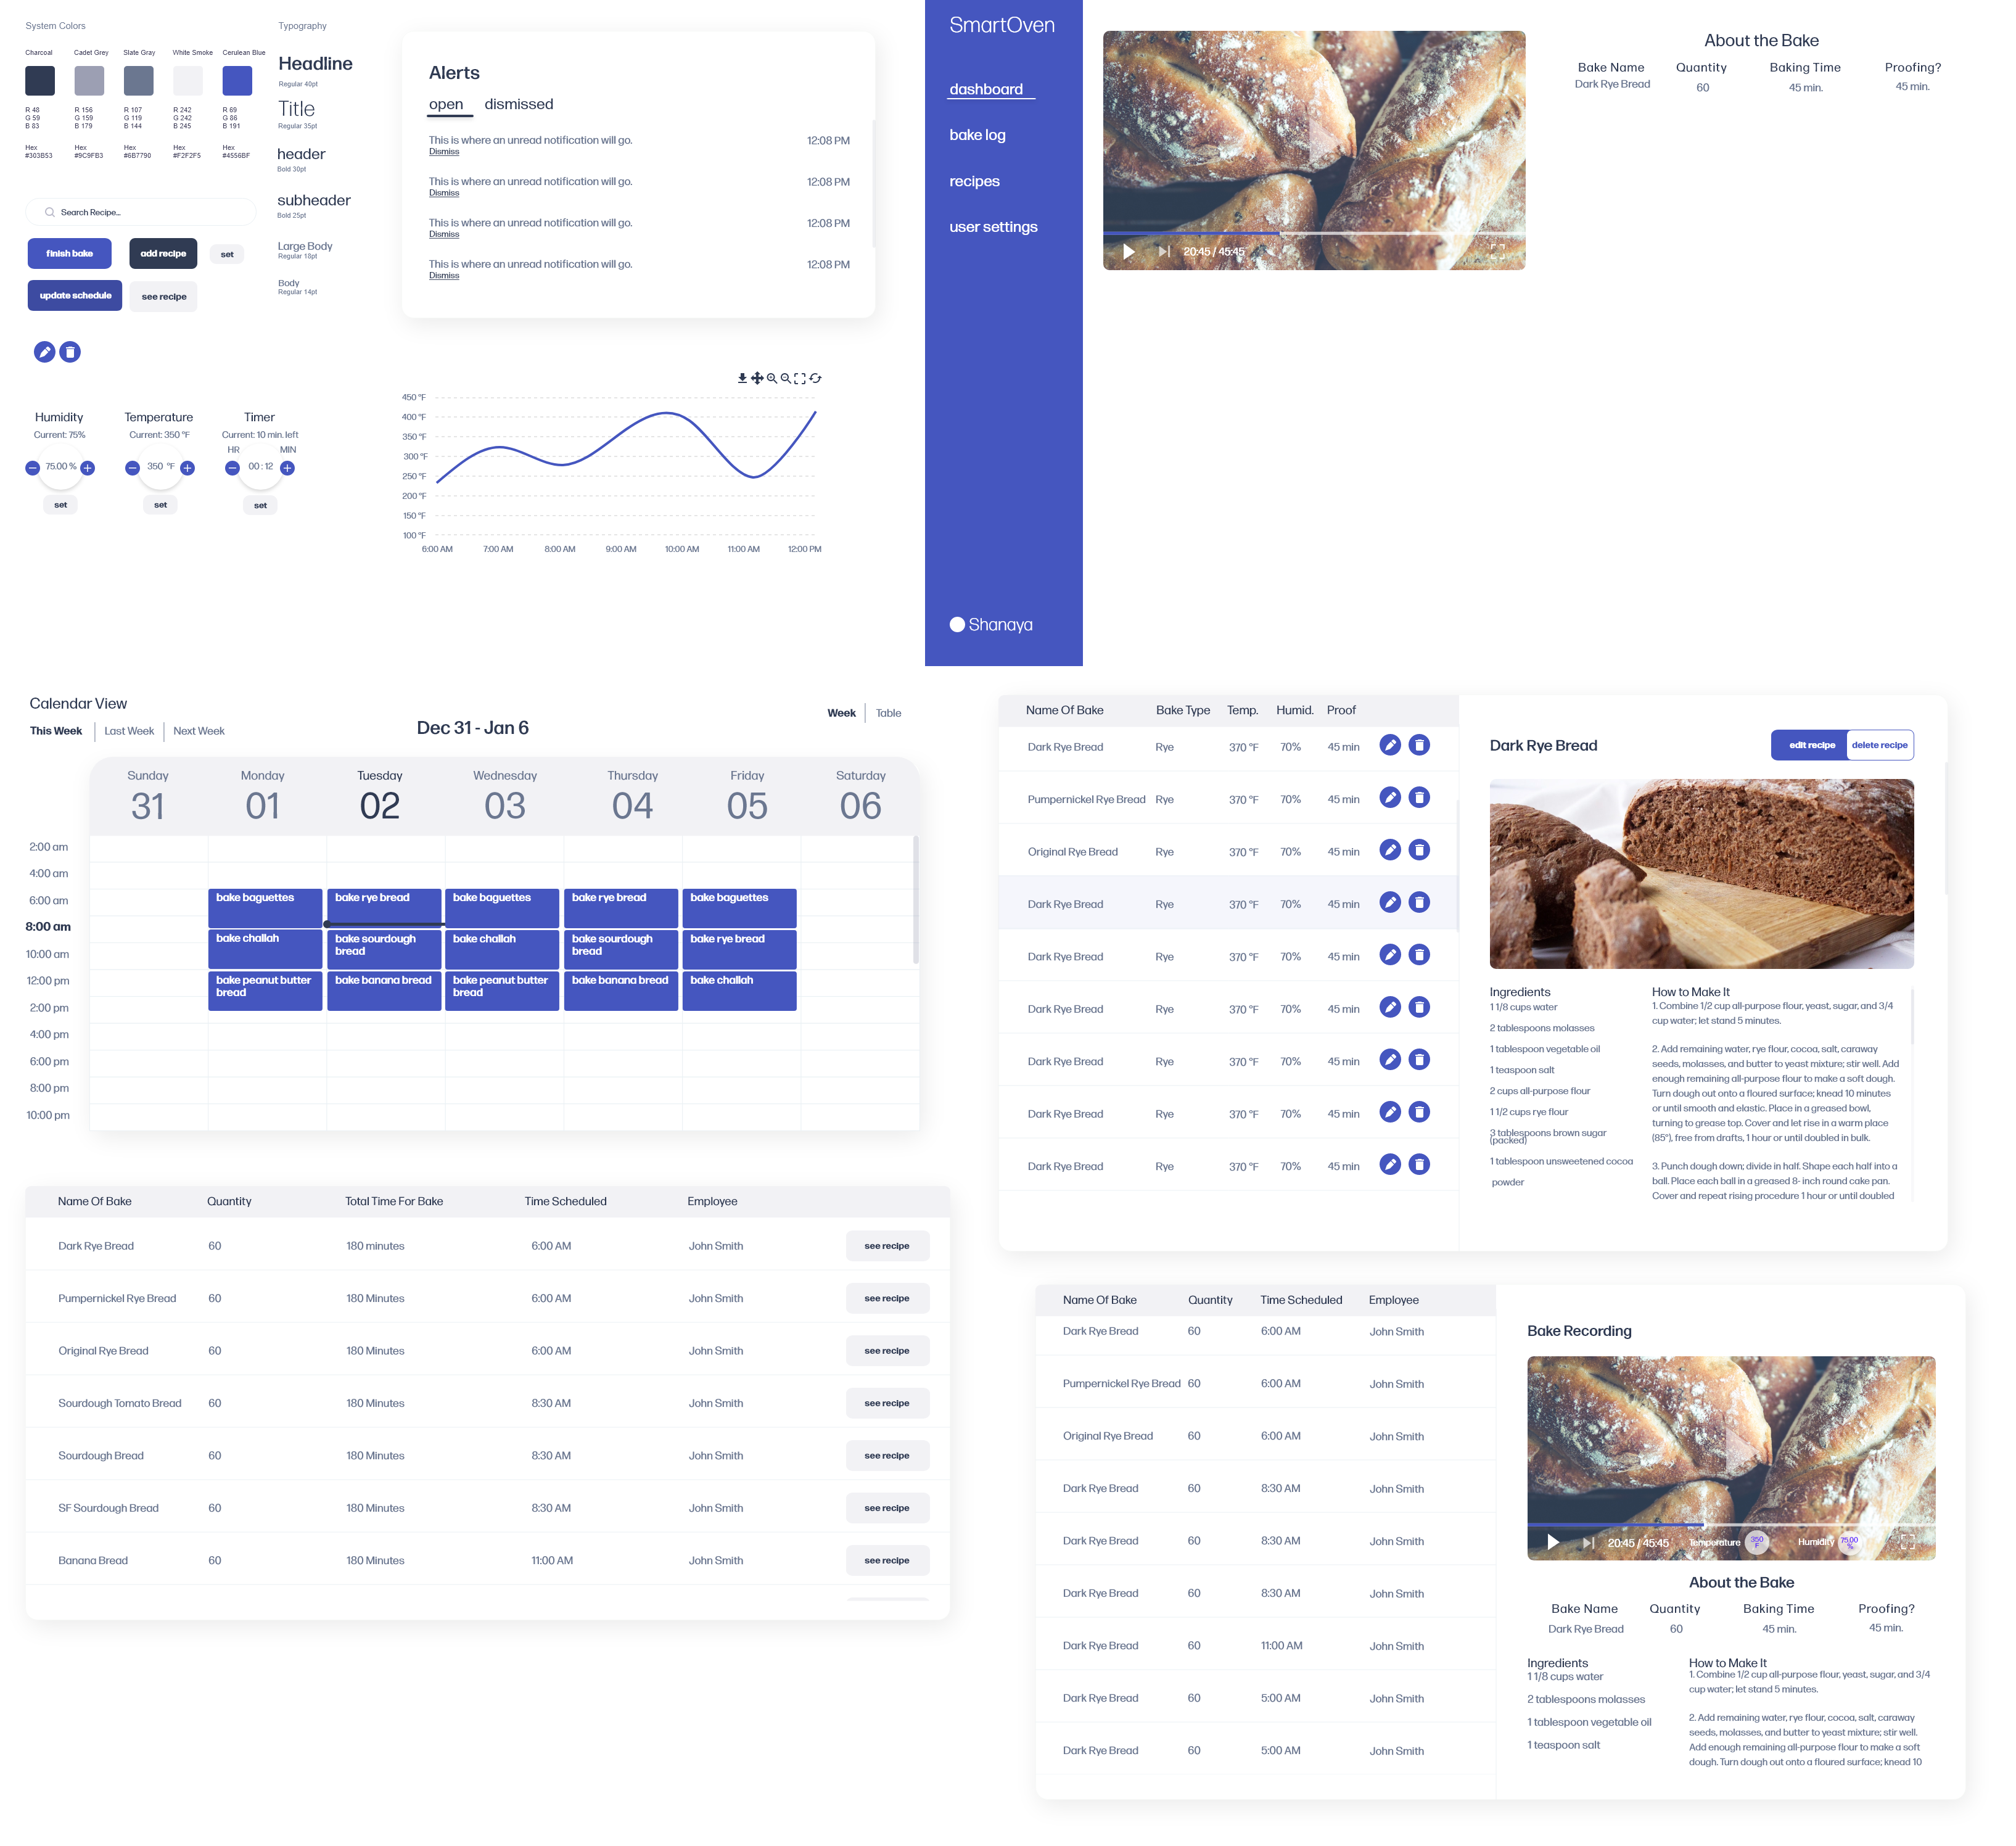 System Colors
Charcoal
Cadet Grey
Slate Gray
White Smoke
Cerulean Blue
R 48
G 59
B 83
R 156
G 159
B 179
R 107
G 119
B 144
R 242
G 242
B 245
R 69
G 86
B 191
Hex
#303B53
Hex
#9C9FB3
Hex
#6B7790
Hex
#F2F2F5
Hex
#4556BF
Typography
Headline
Regular 40pt
Title
Regular 35pt
header
Bold 30pt
subheader
Bold 25pt
Large Body
Regular 18pt
Body
Regular 14pt
Search Recipe...
finish bake
add recipe
set
update schedule
see recipe
Humidity
Current: 75%
75.00 %
set
Temperature
Current: 350 °F
350 °F
set
Timer
Current: 10 min. left
HR MIN
00 : 12
set
Alerts
open dismissed
This is where an unread notification will go. 12:08 PM
Dismiss
This is where an unread notification will go. 12:08 PM
Dismiss
This is where an unread notification will go. 12:08 PM
Dismiss
This is where an unread notification will go. 12:08 PM
Dismiss
450 °F
400 °F
350 °F
300 °F
250 °F
200 °F
150 °F
100 °F
6:00 AM 7:00 AM 8:00 AM 9:00 AM 10:00 AM 11:00 AM 12:00 PM
SmartOven
dashboard
bake log
recipes
user settings
Shanaya
20:45 / 45:45
About the Bake
Bake Name Quantity Baking Time Proofing?
Dark Rye Bread 60 45 min. 45 min.
Calendar View
This Week Last Week Next Week
Dec 31 - Jan 6
Week Table
Sunday Monday Tuesday Wednesday Thursday Friday Saturday
31 01 02 03 04 05 06
2:00 am
4:00 am
6:00 am
8:00 am
10:00 am
12:00 pm
2:00 pm
4:00 pm
6:00 pm
8:00 pm
10:00 pm
bake baguettes
bake rye bread
bake baguettes
bake rye bread
bake baguettes
bake challah
bake sourdough
bread
bake challah
bake sourdough
bread
bake rye bread
bake peanut butter
bread
bake banana bread
bake peanut butter
bread
bake banana bread
bake challah
Name Of Bake Quantity Total Time For Bake Time Scheduled Employee
Dark Rye Bread 60 180 minutes 6:00 AM John Smith see recipe
Pumpernickel Rye Bread 60 180 Minutes 6:00 AM John Smith see recipe
Original Rye Bread 60 180 Minutes 6:00 AM John Smith see recipe
Sourdough Tomato Bread 60 180 Minutes 8:30 AM John Smith see recipe
Sourdough Bread 60 180 Minutes 8:30 AM John Smith see recipe
SF Sourdough Bread 60 180 Minutes 8:30 AM John Smith see recipe
Banana Bread 60 180 Minutes 11:00 AM John Smith see recipe
Name Of Bake Bake Type Temp. Humid. Proof
Dark Rye Bread Rye 370 °F 70% 45 min
Pumpernickel Rye Bread Rye 370 °F 70% 45 min
Original Rye Bread Rye 370 °F 70% 45 min
Dark Rye Bread Rye 370 °F 70% 45 min
Dark Rye Bread Rye 370 °F 70% 45 min
Dark Rye Bread Rye 370 °F 70% 45 min
Dark Rye Bread Rye 370 °F 70% 45 min
Dark Rye Bread Rye 370 °F 70% 45 min
Dark Rye Bread Rye 370 °F 70% 45 min
Dark Rye Bread
edit recipe delete recipe
Ingredients
1 1/8 cups water
2 tablespoons molasses
1 tablespoon vegetable oil
1 teaspoon salt
2 cups all-purpose flour
1 1/2 cups rye flour
3 tablespoons brown sugar
(packed)
1 tablespoon unsweetened cocoa
powder
How to Make It
1. Combine 1/2 cup all-purpose flour, yeast, sugar, and 3/4
cup water; let stand 5 minutes.
2. Add remaining water, rye flour, cocoa, salt, caraway
seeds, molasses, and butter to yeast mixture; stir well. Add
enough remaining all-purpose flour to make a soft dough.
Turn dough out onto a floured surface; knead 10 minutes
or until smooth and elastic. Place in a greased bowl,
turning to grease top. Cover and let rise in a warm place
(85°), free from drafts, 1 hour or until doubled in bulk.
3. Punch dough down; divide in half. Shape each half into a
ball. Place each ball in a greased 8- inch round cake pan.
Cover and repeat rising procedure 1 hour or until doubled
Name Of Bake Quantity Time Scheduled Employee
Dark Rye Bread 60 6:00 AM John Smith
Pumpernickel Rye Bread 60 6:00 AM John Smith
Original Rye Bread 60 6:00 AM John Smith
Dark Rye Bread 60 8:30 AM John Smith
Dark Rye Bread 60 8:30 AM John Smith
Dark Rye Bread 60 8:30 AM John Smith
Dark Rye Bread 60 11:00 AM John Smith
Dark Rye Bread 60 5:00 AM John Smith
Dark Rye Bread 60 5:00 AM John Smith
Bake Recording
20:45 / 45:45 Temperature 350 F Humidity 75.00 %
About the Bake
Bake Name Quantity Baking Time Proofing?
Dark Rye Bread 60 45 min. 45 min.
Ingredients
1 1/8 cups water
2 tablespoons molasses
1 tablespoon vegetable oil
1 teaspoon salt
How to Make It
1. Combine 1/2 cup all-purpose flour, yeast, sugar, and 3/4
cup water; let stand 5 minutes.
2. Add remaining water, rye flour, cocoa, salt, caraway
seeds, molasses, and butter to yeast mixture; stir well.
Add enough remaining all-purpose flour to make a soft
dough. Turn dough out onto a floured surface; knead 10